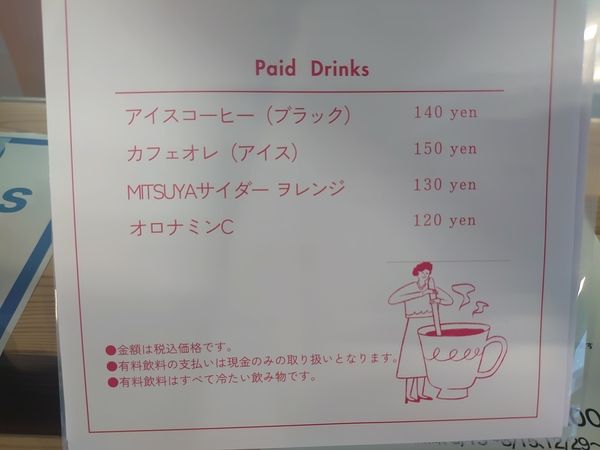 Paid Drinks
アイスコーヒー（ブラック） 140 yen
カフェオレ（アイス） 150 yen
MITSUYAサイダー ヲレンジ 130 yen
オロナミンC 120 yen
●金額は税込価格です。
●有料飲料の支払いは現金のみの取り扱いとなります。
●有料飲料はすべて冷たい飲み物です。